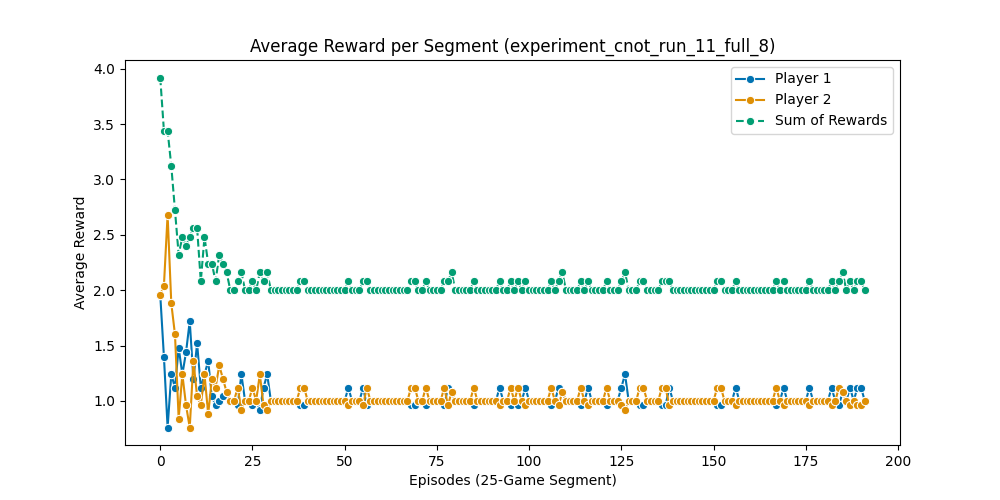 Average Reward per Segment (experiment_cnot_run_11_full_8)
Player 1
Player 2
Sum of Rewards
Average Reward
4.0
3.5
3.0
2.5
2.0
1.5
1.0
0 25 50 75 100 125 150 175 200
Episodes (25-Game Segment)